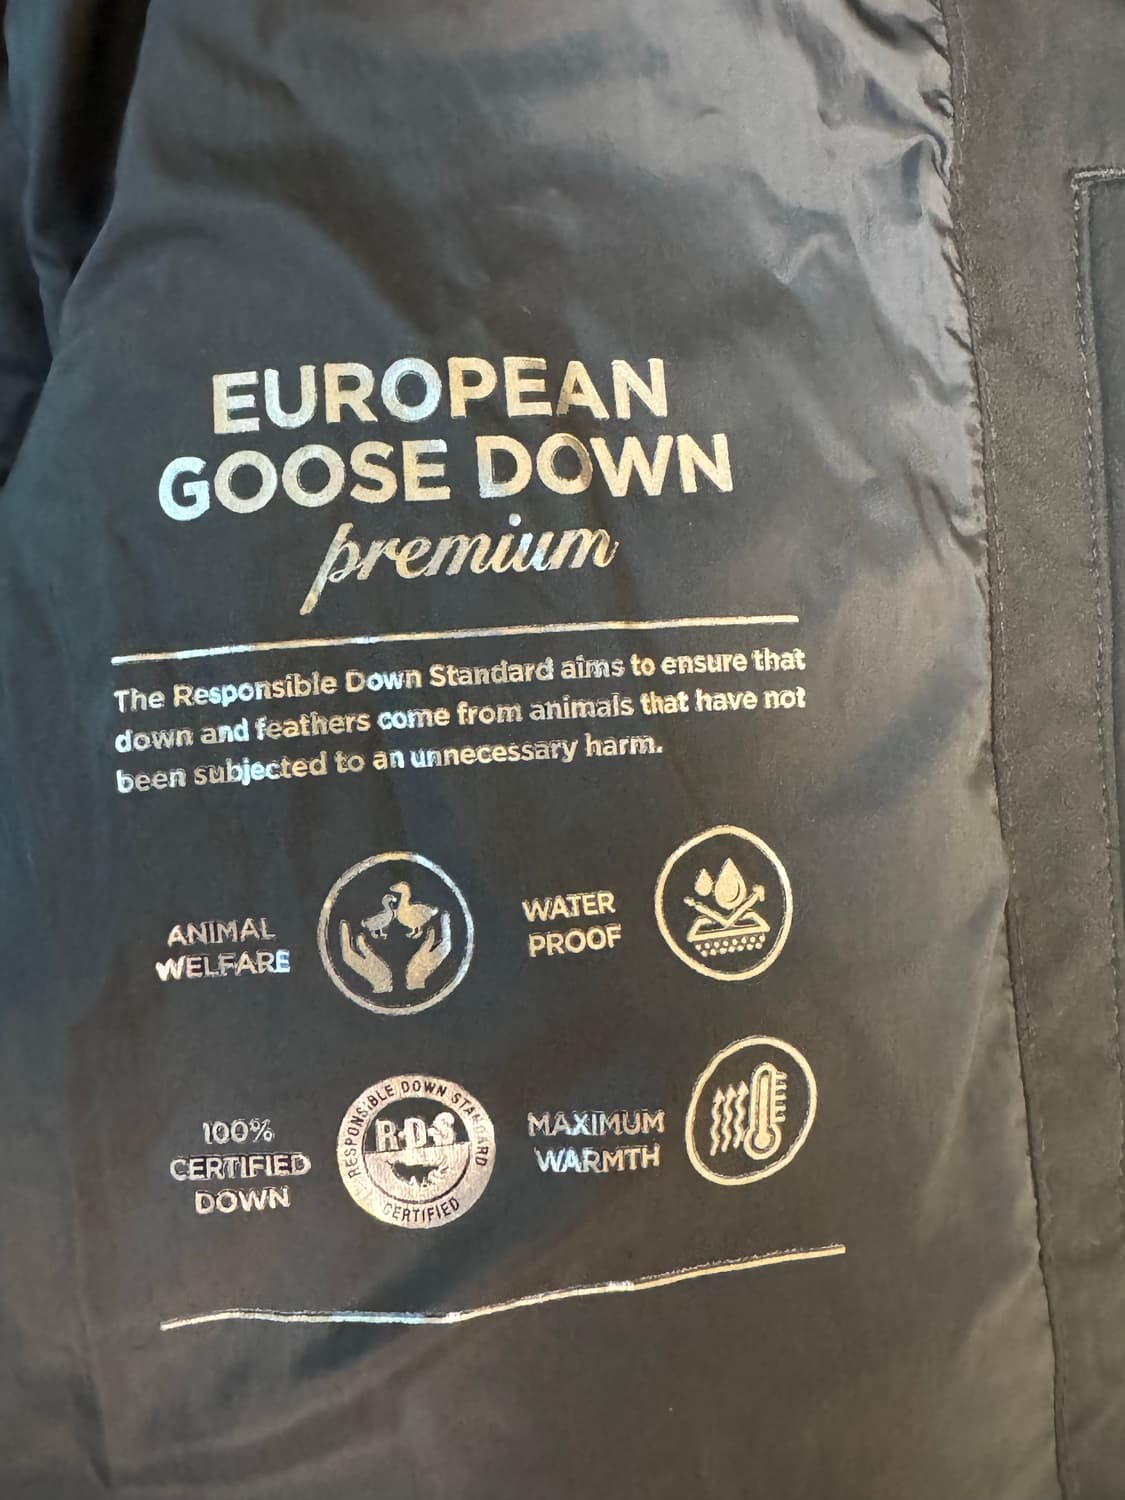 EUROPEAN
GOOSE DOWN
premium
The Responsible Down Standard aims to ensure that
down and feathers come from animals that have not
been subjected to an unnecessary harm.
ANIMAL
WELFARE
WATER
PROOF
100%
CERTIFIED
DOWN
RESPONSIBLE DOWN STANDARD
R·D·S
CERTIFIED
MAXIMUM
WARMTH